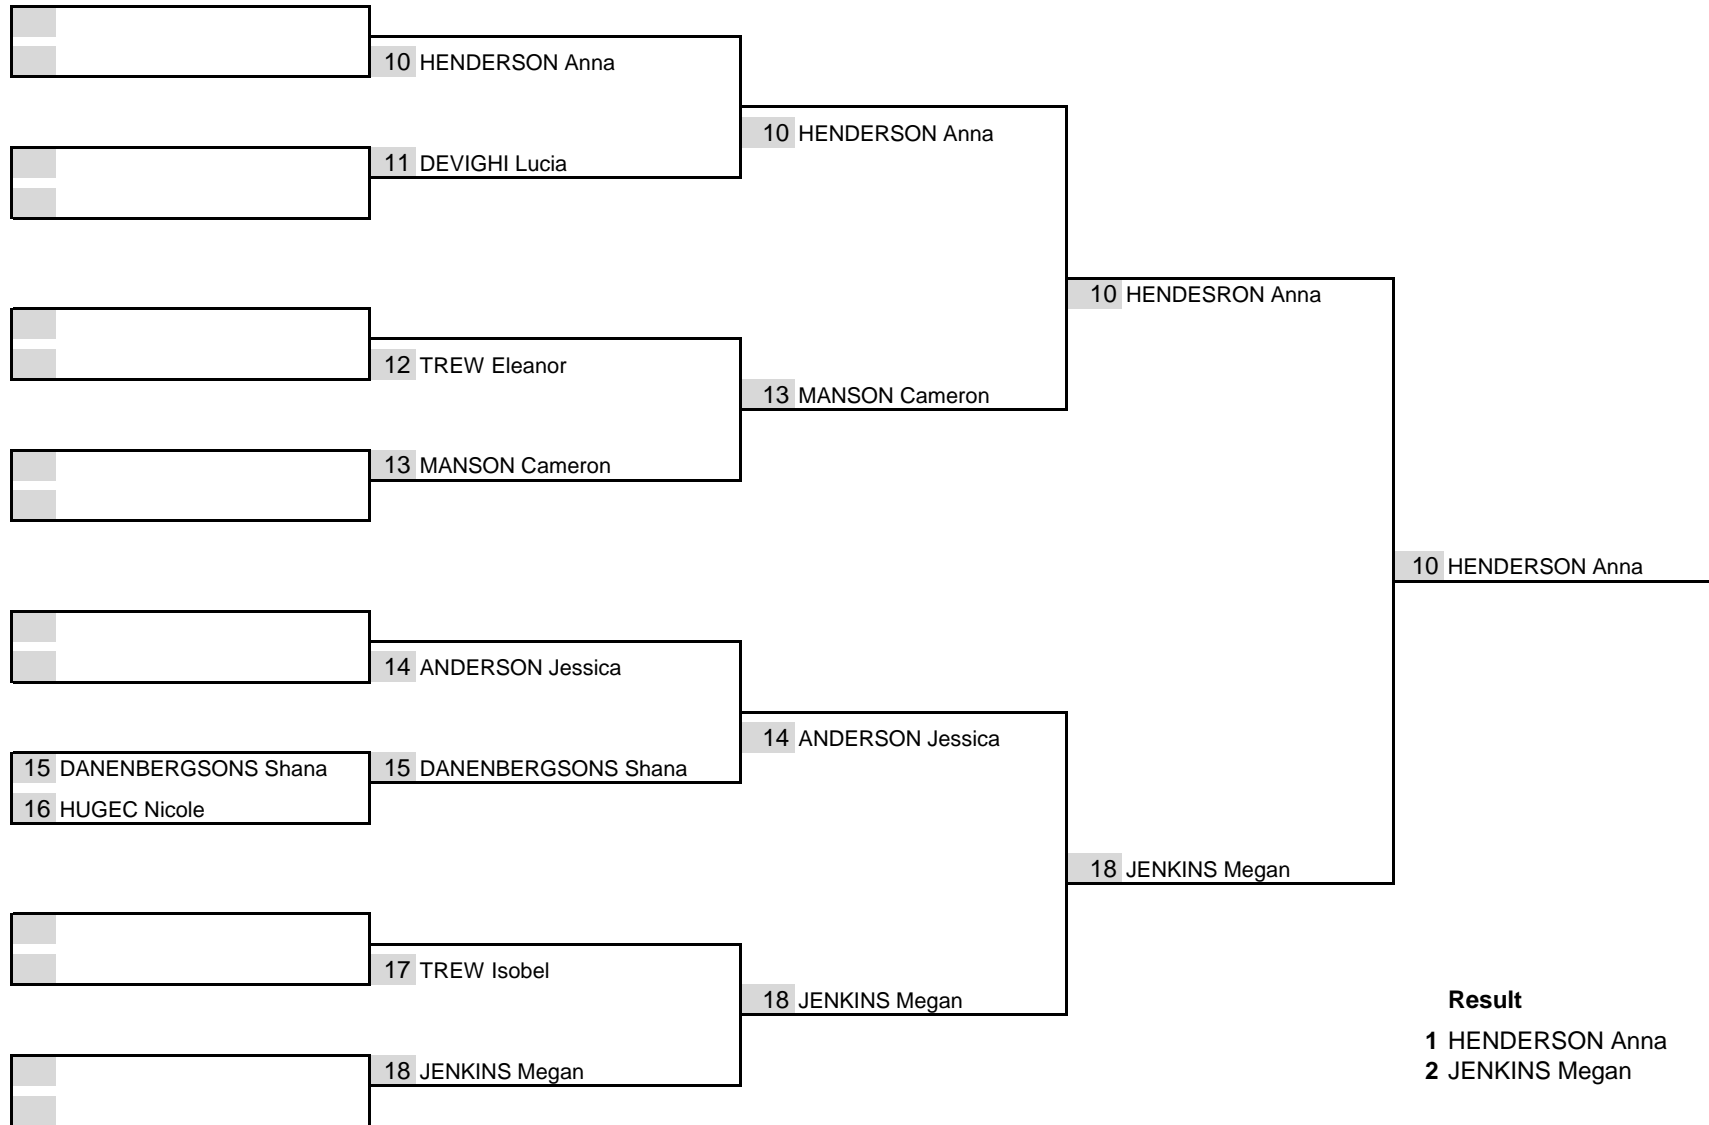 10 HENDERSON Anna
10 HENDERSON Anna
11 DEVIGHI Lucia
10 HENDESRON Anna
12 TREW Eleanor
13 MANSON Cameron
13 MANSON Cameron
10 HENDERSON Anna
14 ANDERSON Jessica
14 ANDERSON Jessica
15 DANENBERGSONS Shana
15 DANENBERGSONS Shana
16 HUGEC Nicole
18 JENKINS Megan
17 TREW Isobel
18 JENKINS Megan
18 JENKINS Megan
Result
1 HENDERSON Anna
2 JENKINS Megan